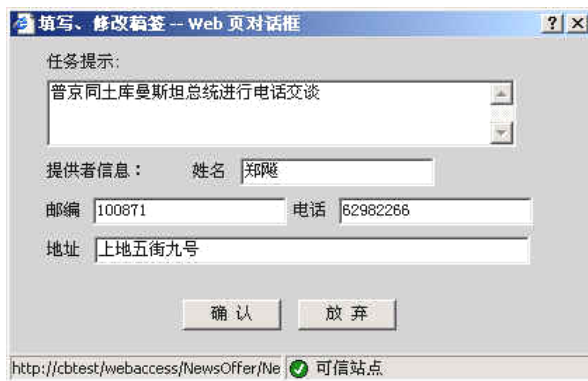 填写、修改稿签 -- Web 页对话框
任务提示:
普京同土库曼斯坦总统进行电话交谈
提供者信息: 姓名 郑飚
邮编 100871 电话 62982266
地址 上地五街九号
确认 放弃
http://cbtest/webaccess/NewsOffer/Ne 可信站点